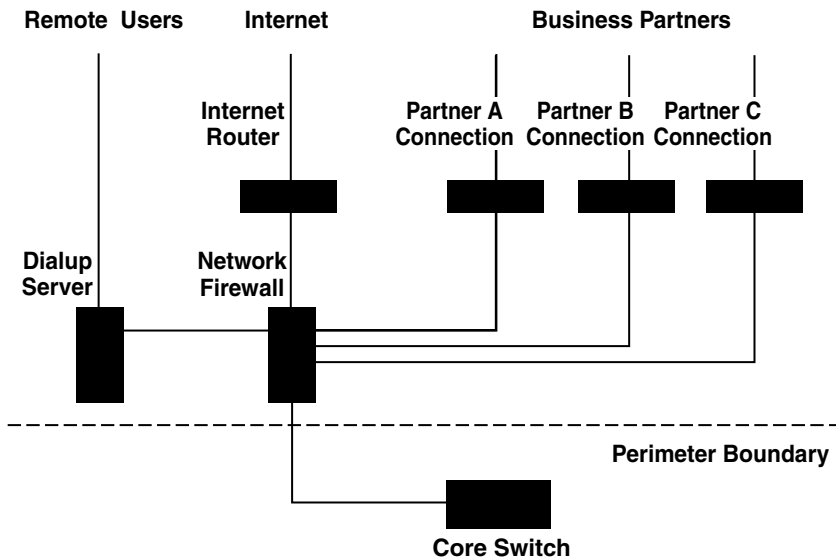 Remote Users
Internet
Business Partners
Internet
Router
Partner A
Connection
Partner B
Connection
Partner C
Connection
Dialup
Server
Network
Firewall
Perimeter Boundary
Core Switch